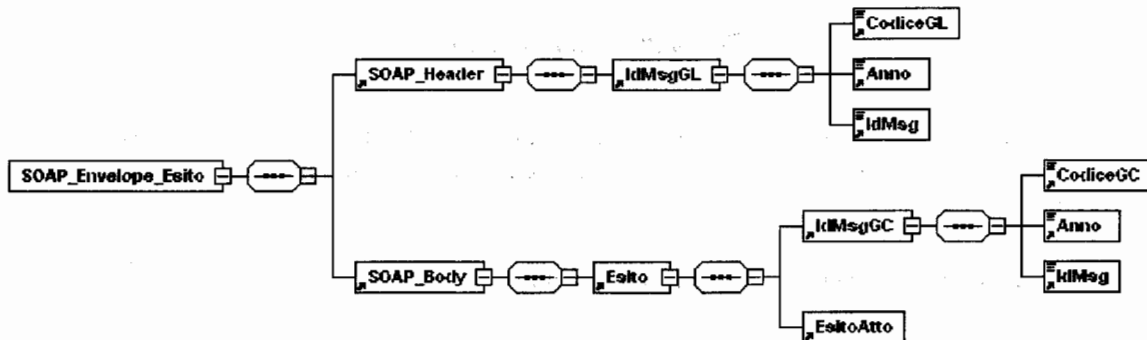 CodiceGL
SOAP_Header
IdMsgGL
Anno
IdMsg
SOAP_Envelope_Esito
CodiceGC
IdMsgGC
Anno
SOAP_Body
Esito
IdMsg
EsitoAtto